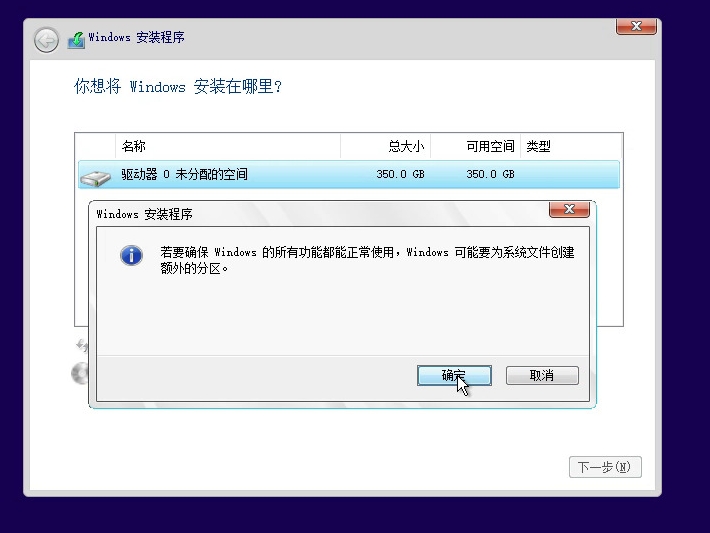 Windows 安装程序
你想将 Windows 安装在哪里?
名称 总大小 可用空间 类型
驱动器 0 未分配的空间 350.0 GB 350.0 GB
Windows 安装程序
若要确保 Windows 的所有功能都能正常使用，Windows 可能要为系统文件创建
额外的分区。
确定 取消
下一步(N)